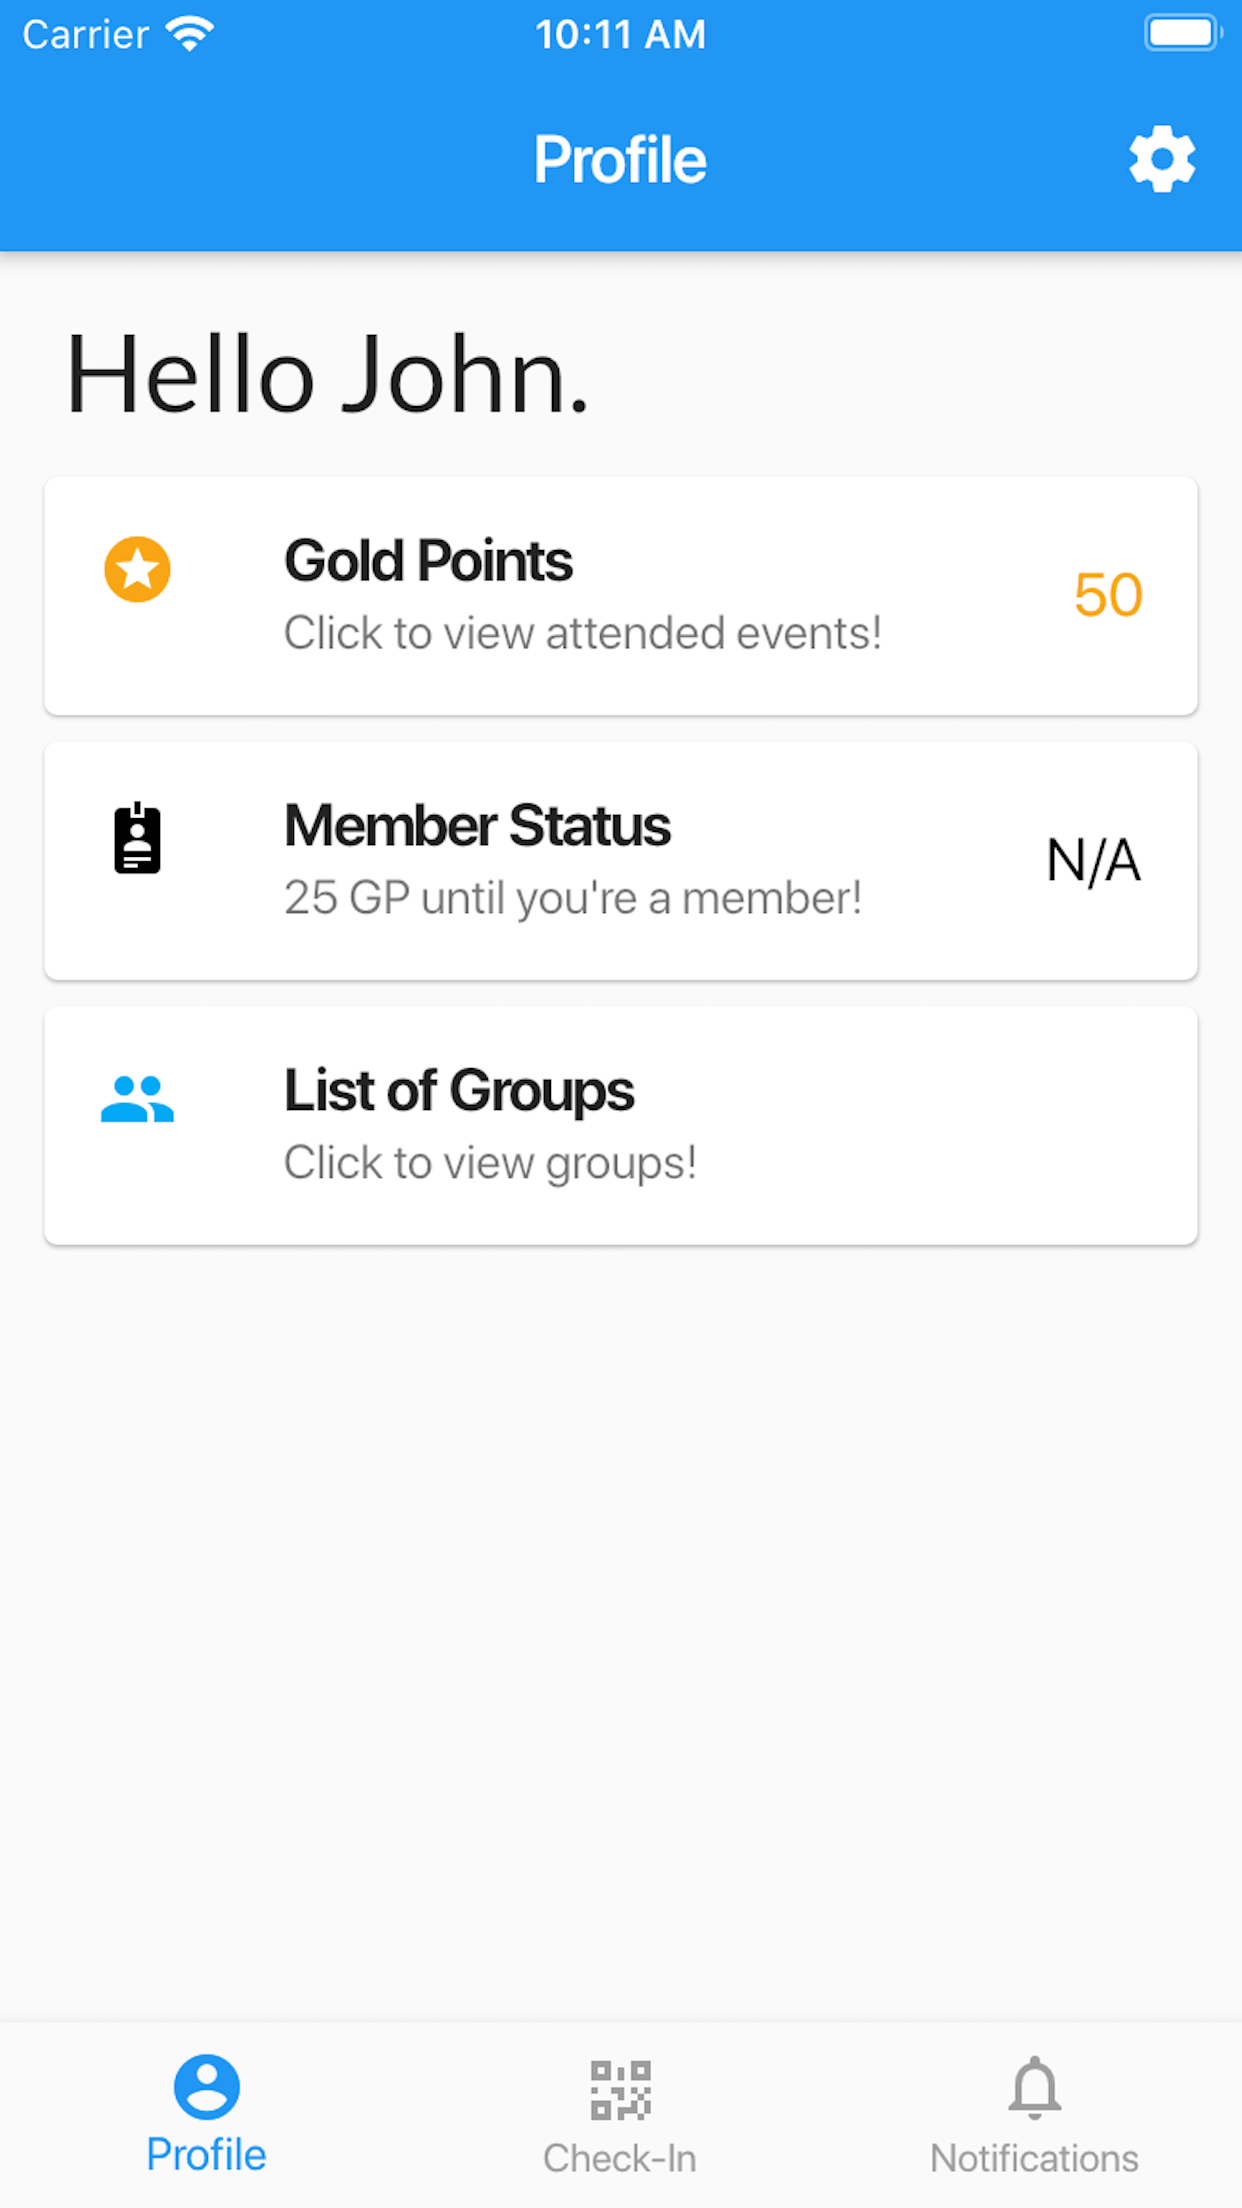 Carrier
10:11 AM
Profile
Hello John.
Gold Points
Click to view attended events!
50
Member Status
25 GP until you're a member!
N/A
List of Groups
Click to view groups!
Profile
Check-In
Notifications